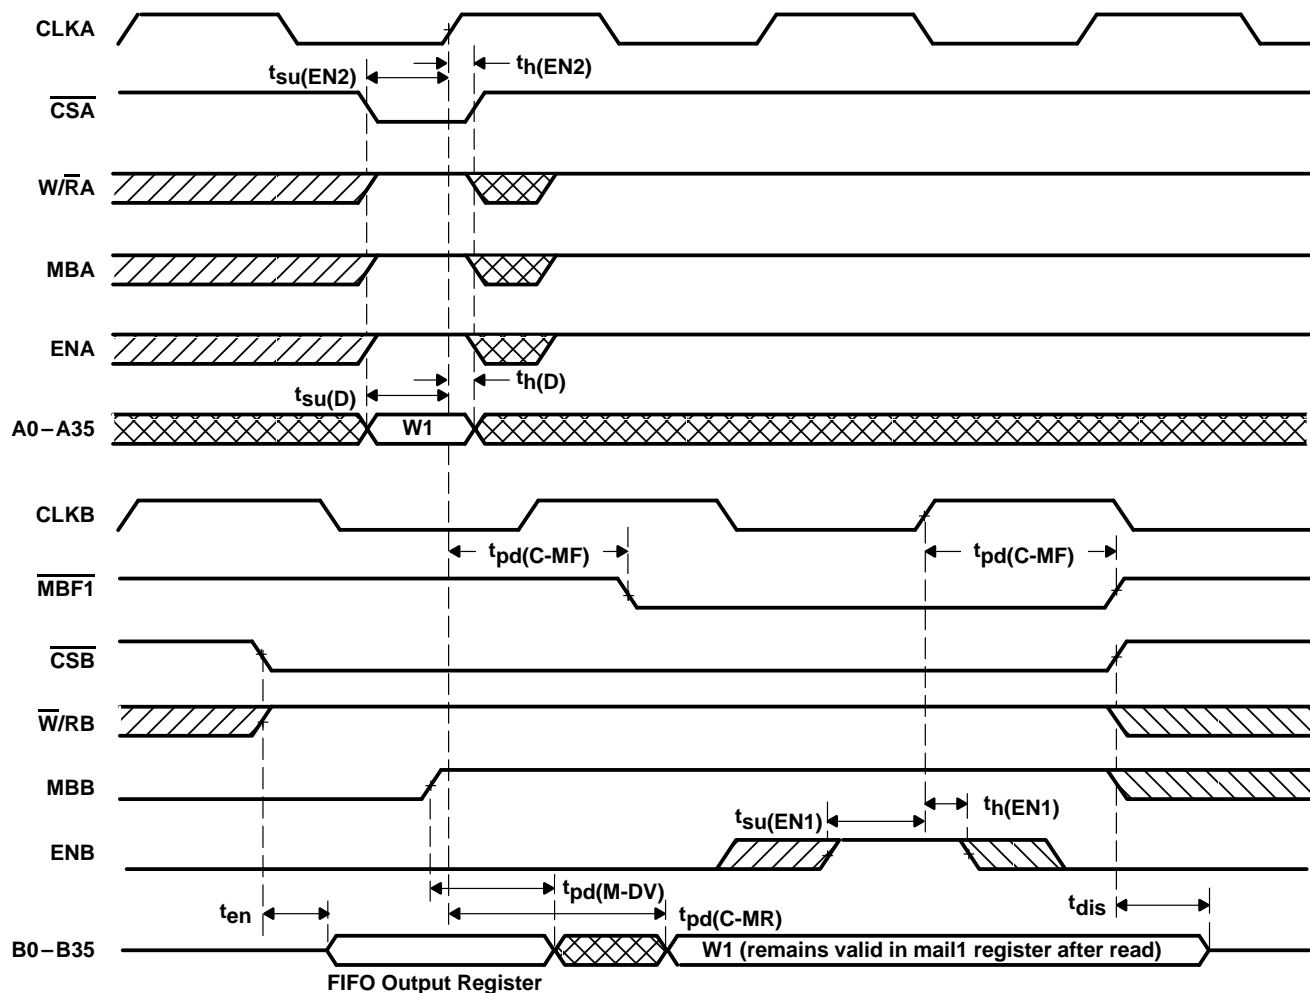 CLKA
tsu(EN2)
th(EN2)
CSA
W/RA
MBA
ENA
tsu(D)
th(D)
A0–A35
W1
CLKB
tpd(C-MF)
tpd(C-MF)
MBF1
CSB
W/RB
MBB
tsu(EN1)
th(EN1)
ENB
ten
tpd(M-DV)
tpd(C-MR)
tdis
B0–B35
W1 (remains valid in mail1 register after read)
FIFO Output Register